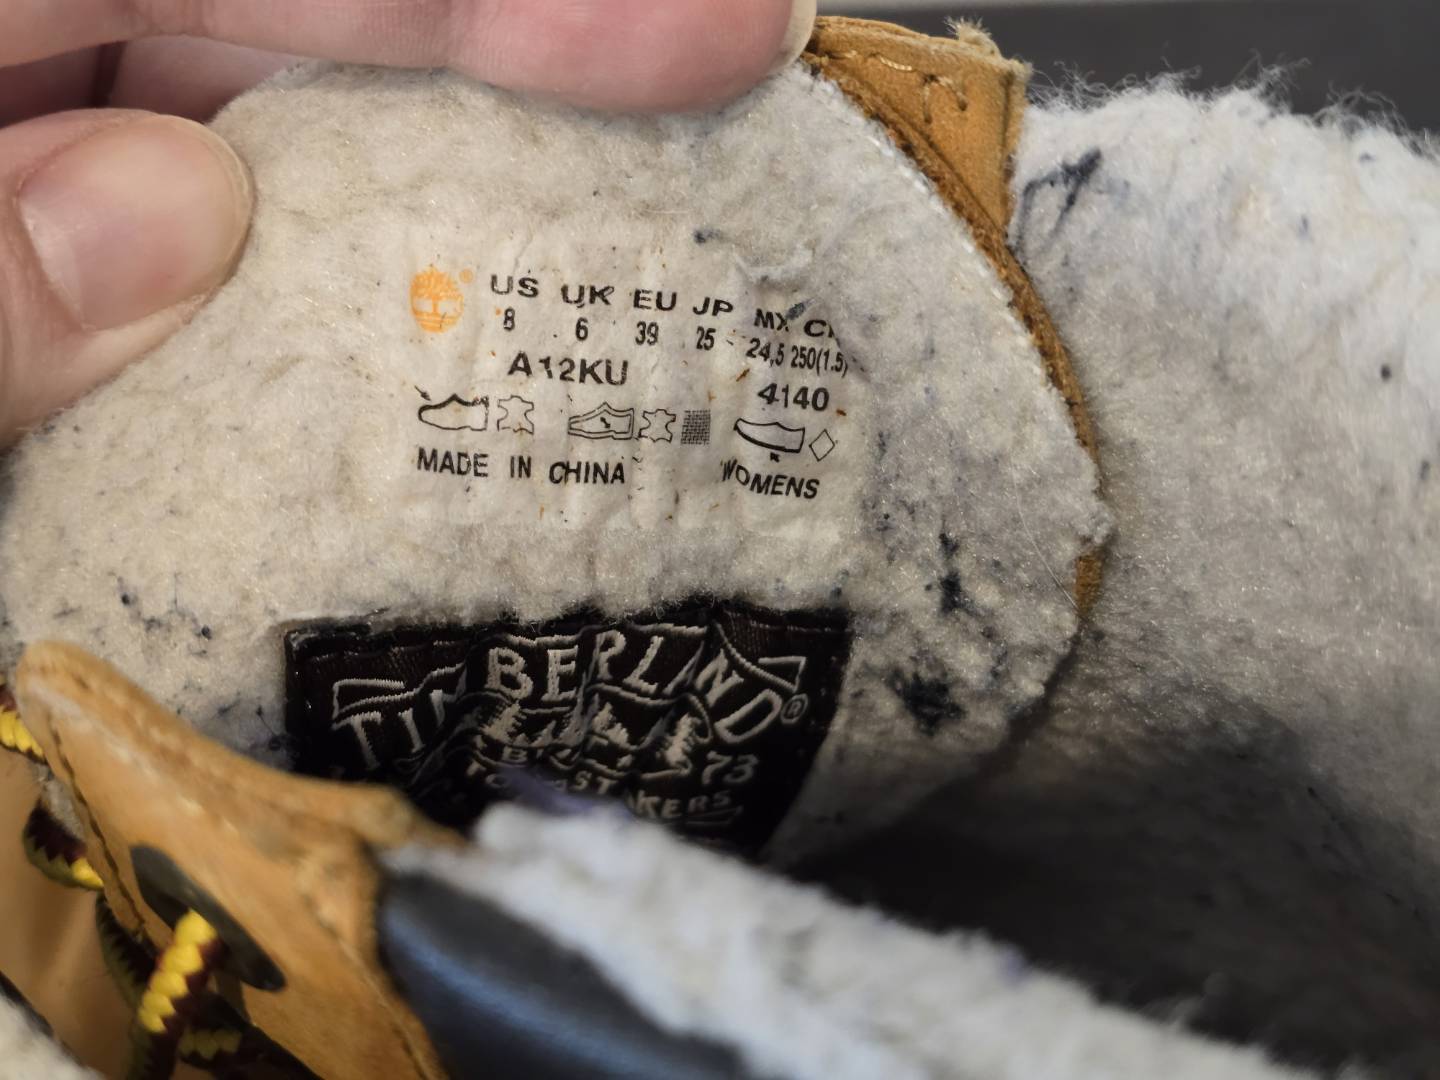 US UK EU JP MX
8 6 39 25 24,5 250(1.5)
A12KU 4140
MADE IN CHINA WOMENS
TIMBERLAND®
73